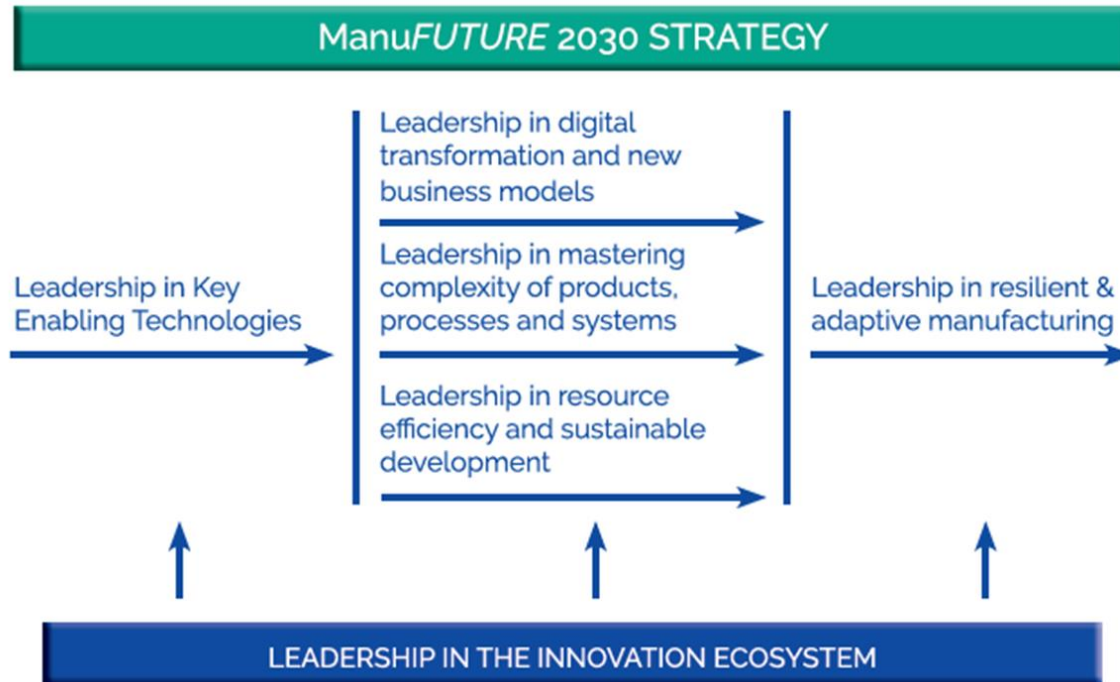 ManuFUTURE 2030 STRATEGY
Leadership in Key
Enabling Technologies
Leadership in digital
transformation and new
business models
Leadership in mastering
complexity of products,
processes and systems
Leadership in resource
efficiency and sustainable
development
Leadership in resilient &
adaptive manufacturing
LEADERSHIP IN THE INNOVATION ECOSYSTEM